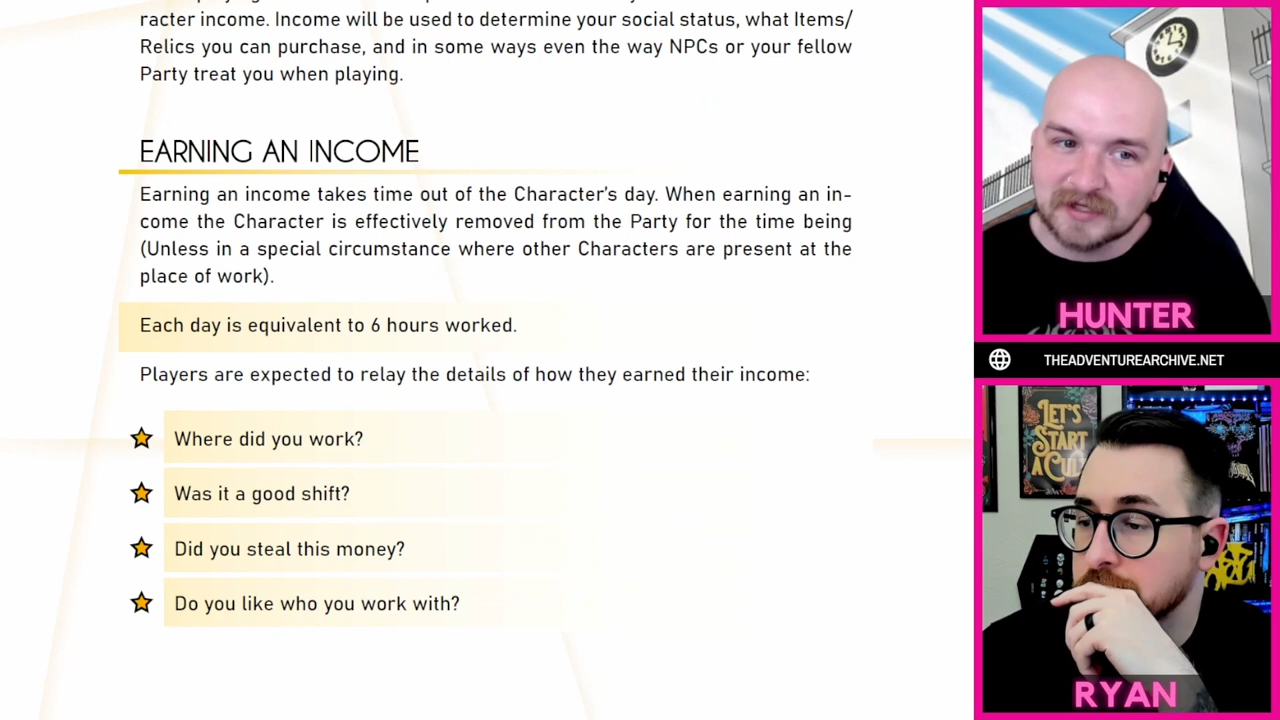 racter income. Income will be used to determine your social status, what Items/
Relics you can purchase, and in some ways even the way NPCs or your fellow
Party treat you when playing.
EARNING AN INCOME
Earning an income takes time out of the Character's day. When earning an in-
come the Character is effectively removed from the Party for the time being
(Unless in a special circumstance where other Characters are present at the
place of work).
Each day is equivalent to 6 hours worked.
Players are expected to relay the details of how they earned their income:
Where did you work?
Was it a good shift?
Did you steal this money?
Do you like who you work with?
HUNTER
THEADVENTUREARCHIVE.NET
LET'S
START
A CULT
RYAN